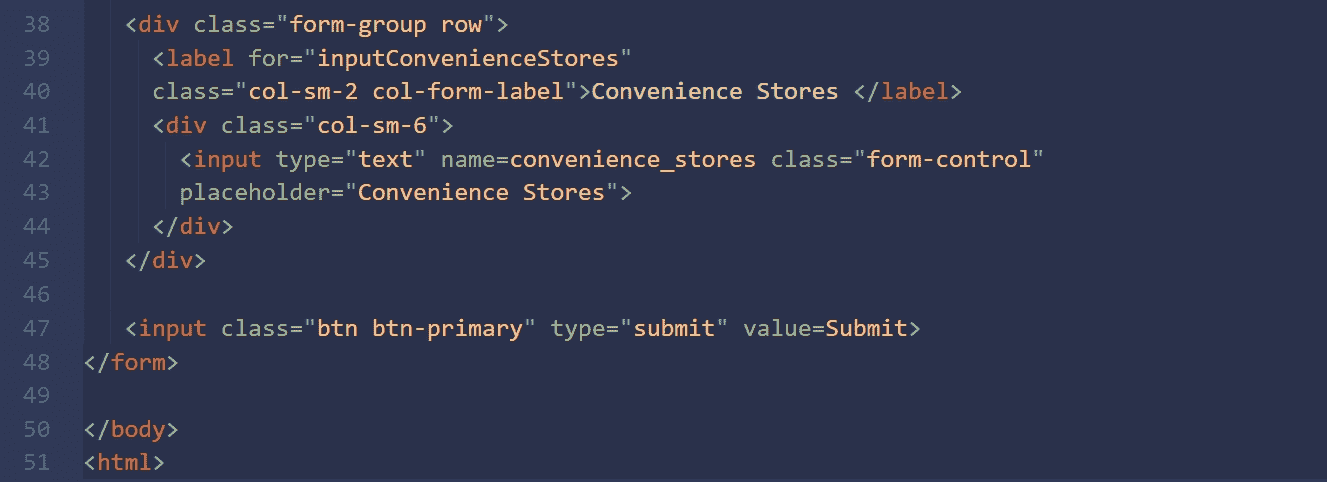 38 <div class="form-group row">
39 <label for="inputConvenienceStores"
40 class="col-sm-2 col-form-label">Convenience Stores </label>
41 <div class="col-sm-6">
42 <input type="text" name=convenience_stores class="form-control"
43 placeholder="Convenience Stores">
44 </div>
45 </div>
46
47 <input class="btn btn-primary" type="submit" value=Submit>
48 </form>
49
50 </body>
51 <html>